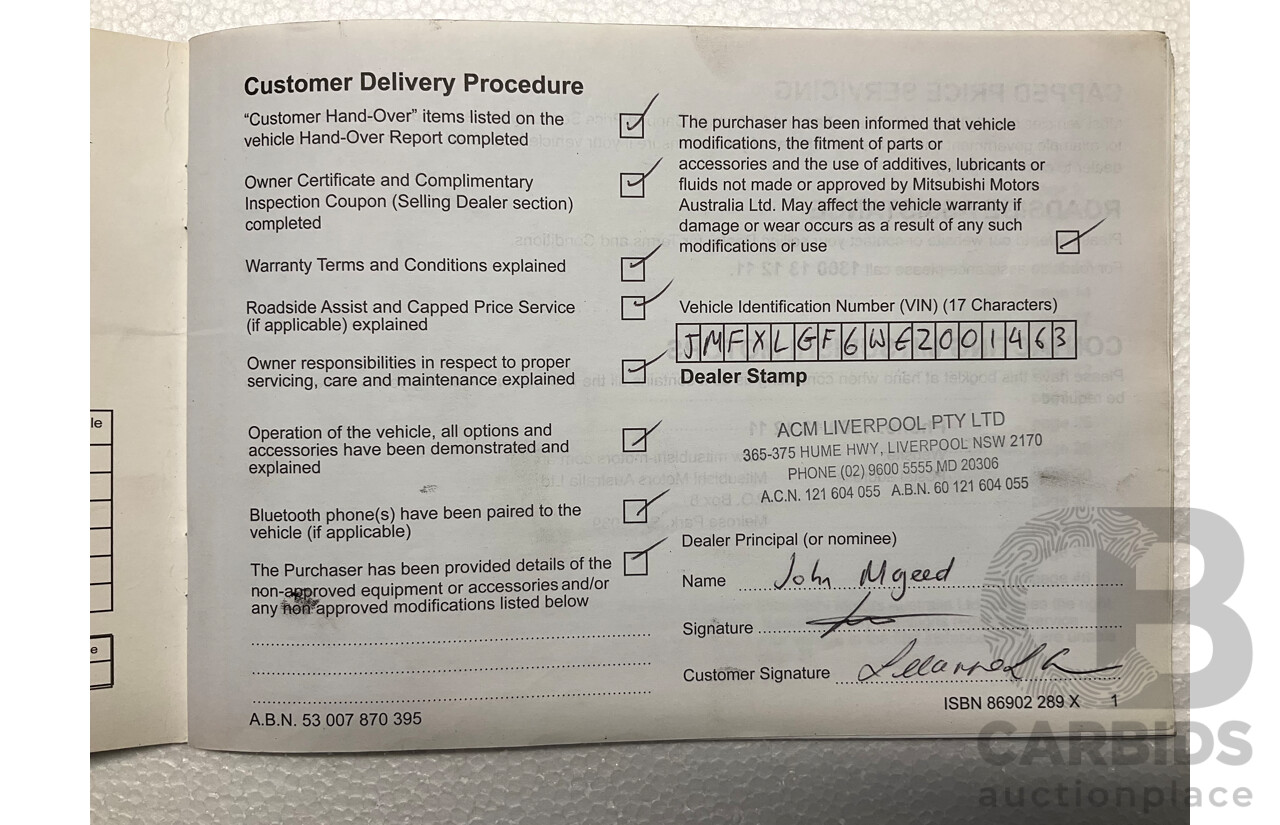 Customer Delivery Procedure
"Customer Hand-Over" items listed on the
vehicle Hand-Over Report completed
Owner Certificate and Complimentary
Inspection Coupon (Selling Dealer section)
completed
Warranty Terms and Conditions explained
Roadside Assist and Capped Price Service
(if applicable) explained
Owner responsibilities in respect to proper
servicing, care and maintenance explained
Operation of the vehicle, all options and
accessories have been demonstrated and
explained
Bluetooth phone(s) have been paired to the
vehicle (if applicable)
The Purchaser has been provided details of the
non-approved equipment or accessories and/or
any non approved modifications listed below
A.B.N. 53 007 870 395
The purchaser has been informed that vehicle
modifications, the fitment of parts or
accessories and the use of additives, lubricants or
fluids not made or approved by Mitsubishi Motors
Australia Ltd. May affect the vehicle warranty if
damage or wear occurs as a result of any such
modifications or use
Vehicle Identification Number (VIN) (17 Characters)
JMFXLGF6WEZ001463
Dealer Stamp
ACM LIVERPOOL PTY LTD
365-375 HUME HWY, LIVERPOOL NSW 2170
PHONE (02) 9600 5555 MD 20306
A.C.N. 121 604 055 A.B.N. 60 121 604 055
Dealer Principal (or nominee)
Name John Mgeed
Signature
Customer Signature
ISBN 86902 289 X 1
le
e
CARBIDS
auctionplace